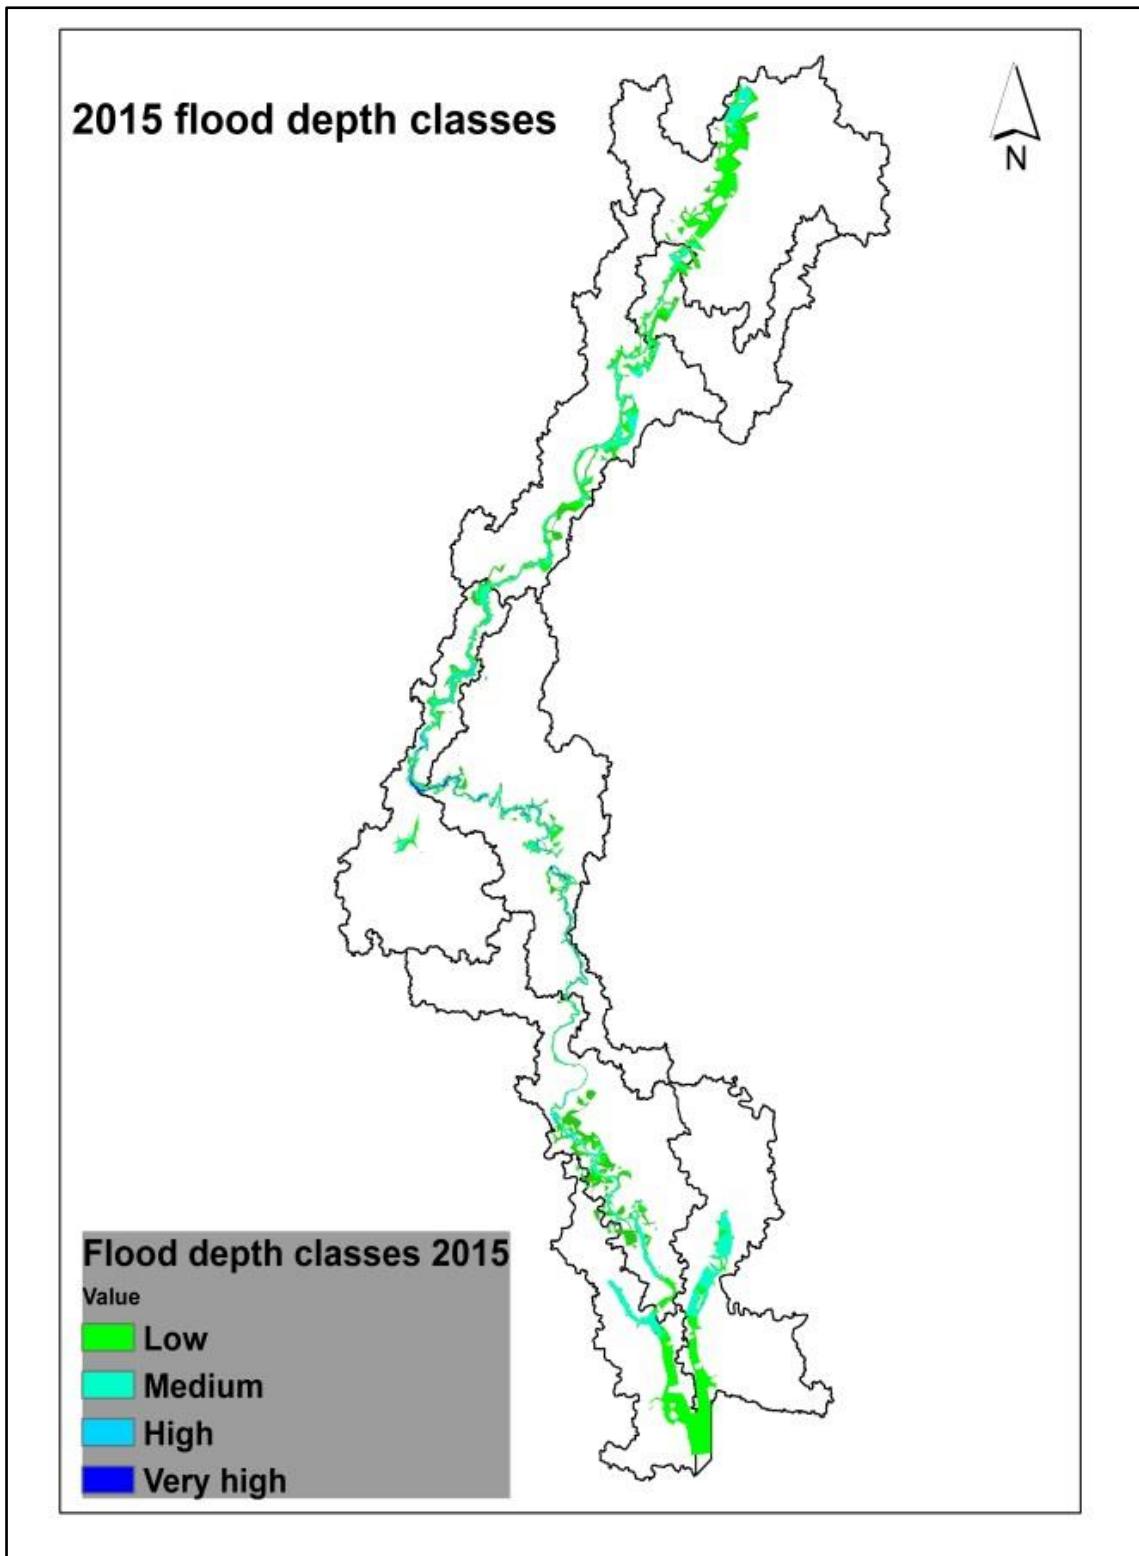 2015 flood depth classes
N
Flood depth classes 2015
Value
Low
Medium
High
Very high